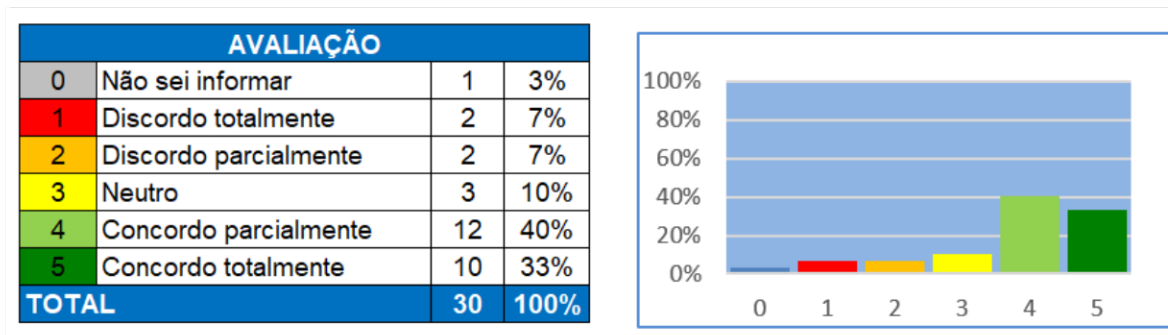 AVALIAÇÃO
0 Não sei informar 1 3%
1 Discordo totalmente 2 7%
2 Discordo parcialmente 2 7%
3 Neutro 3 10%
4 Concordo parcialmente 12 40%
5 Concordo totalmente 10 33%
TOTAL 30 100%
100%
80%
60%
40%
20%
0%
0 1 2 3 4 5